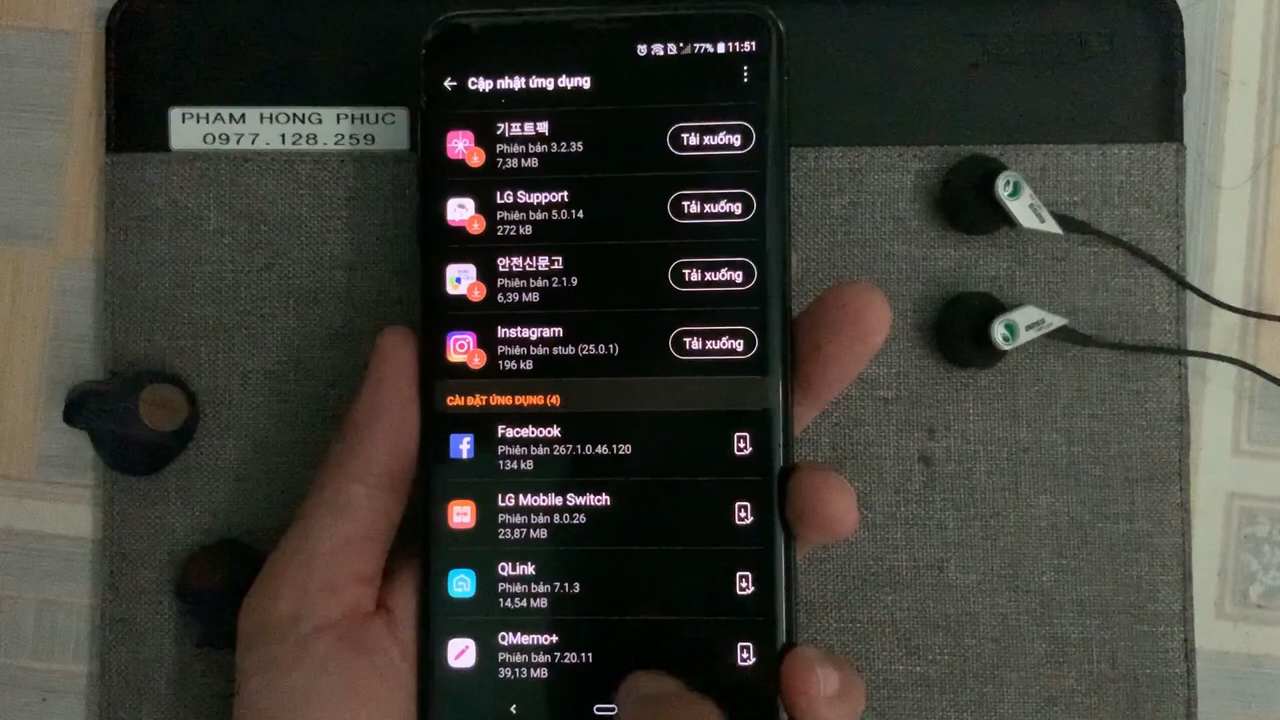 77% 11:51
Cập nhật ứng dụng
PHAM HONG PHUC
0977.128.259
기프트팩
Phiên bản 3.2.35
7,38 MB
Tải xuống
LG Support
Phiên bản 5.0.14
272 kB
Tải xuống
안전신문고
Phiên bản 2.1.9
6,39 MB
Tải xuống
Instagram
Phiên bản stub (25.0.1)
196 kB
Tải xuống
CÀI ĐẶT ỨNG DỤNG (4)
Facebook
Phiên bản 267.1.0.46.120
134 kB
LG Mobile Switch
Phiên bản 8.0.26
23,87 MB
QLink
Phiên bản 7.1.3
14,54 MB
QMemo+
Phiên bản 7.20.11
39,13 MB